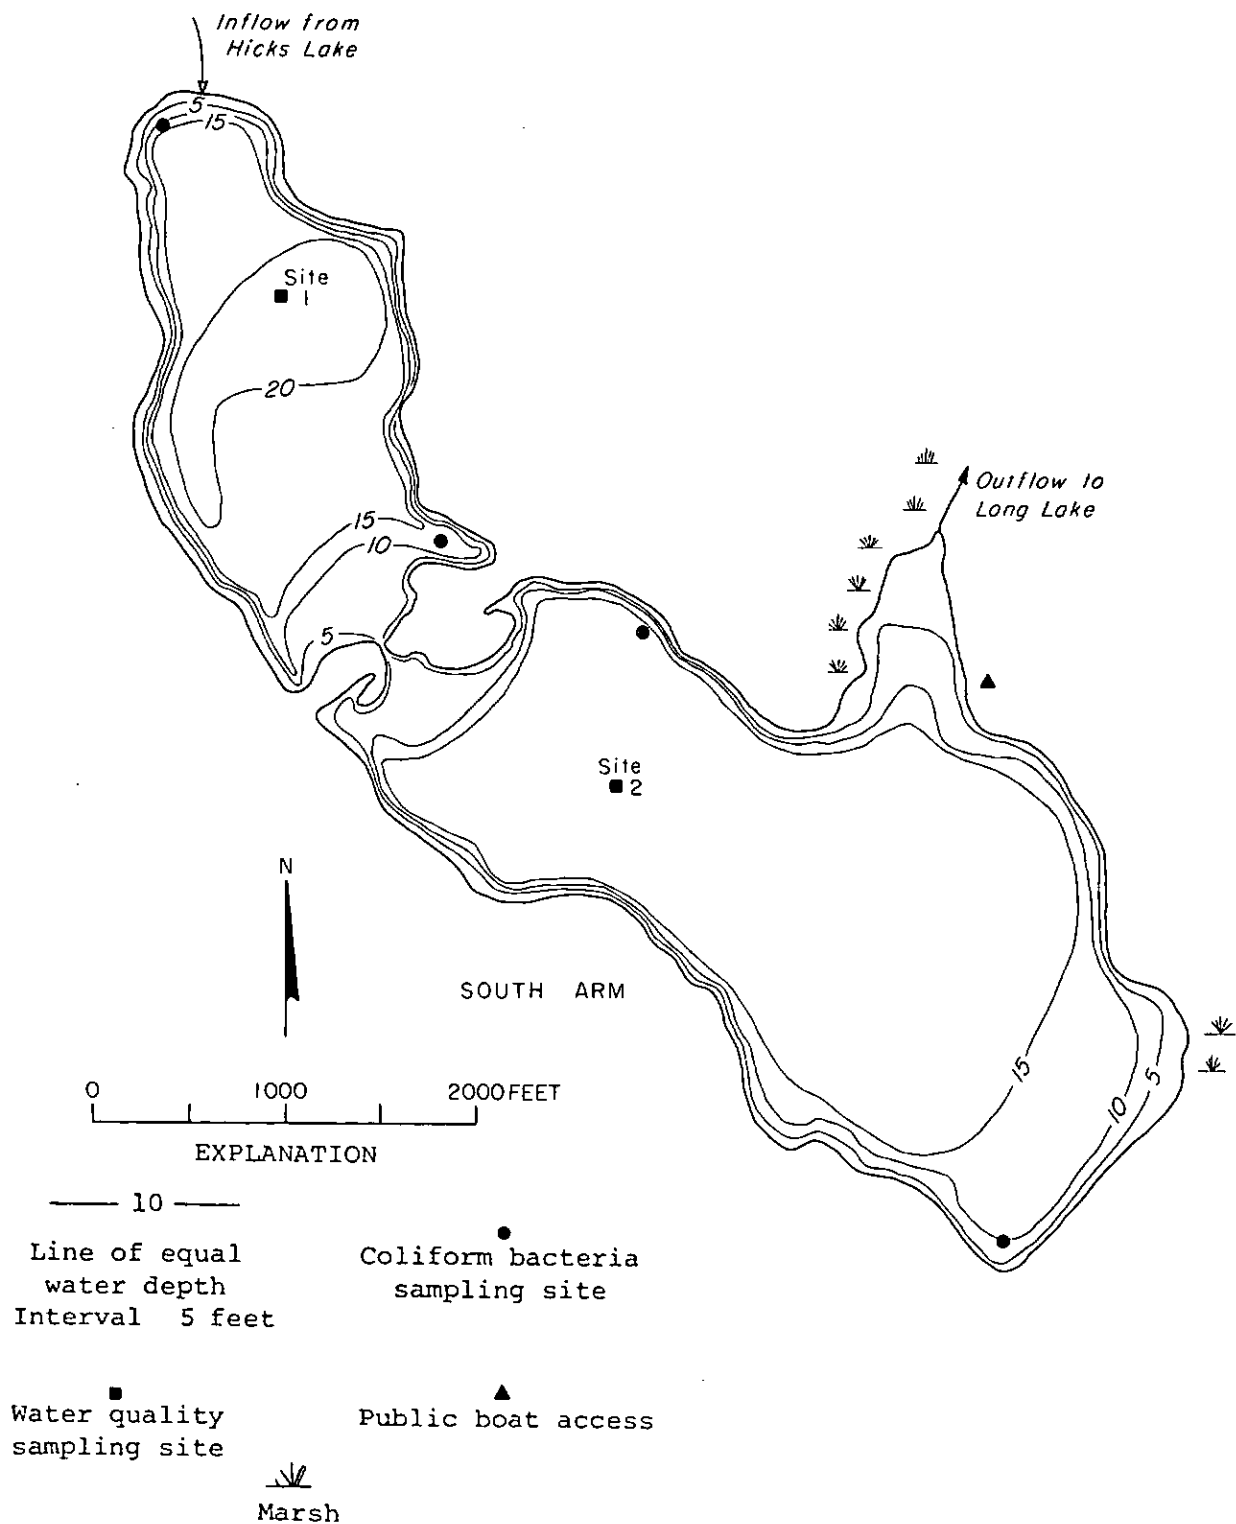 Inflow from
Hicks Lake
5
15
Site
1
20
15
10
5
Outflow to
Long Lake
Site
2
N
SOUTH ARM
15
10
5
0 1000 2000 FEET
EXPLANATION
10
Line of equal
water depth
Interval 5 feet
Coliform bacteria
sampling site
Water quality
sampling site
Public boat access
Marsh